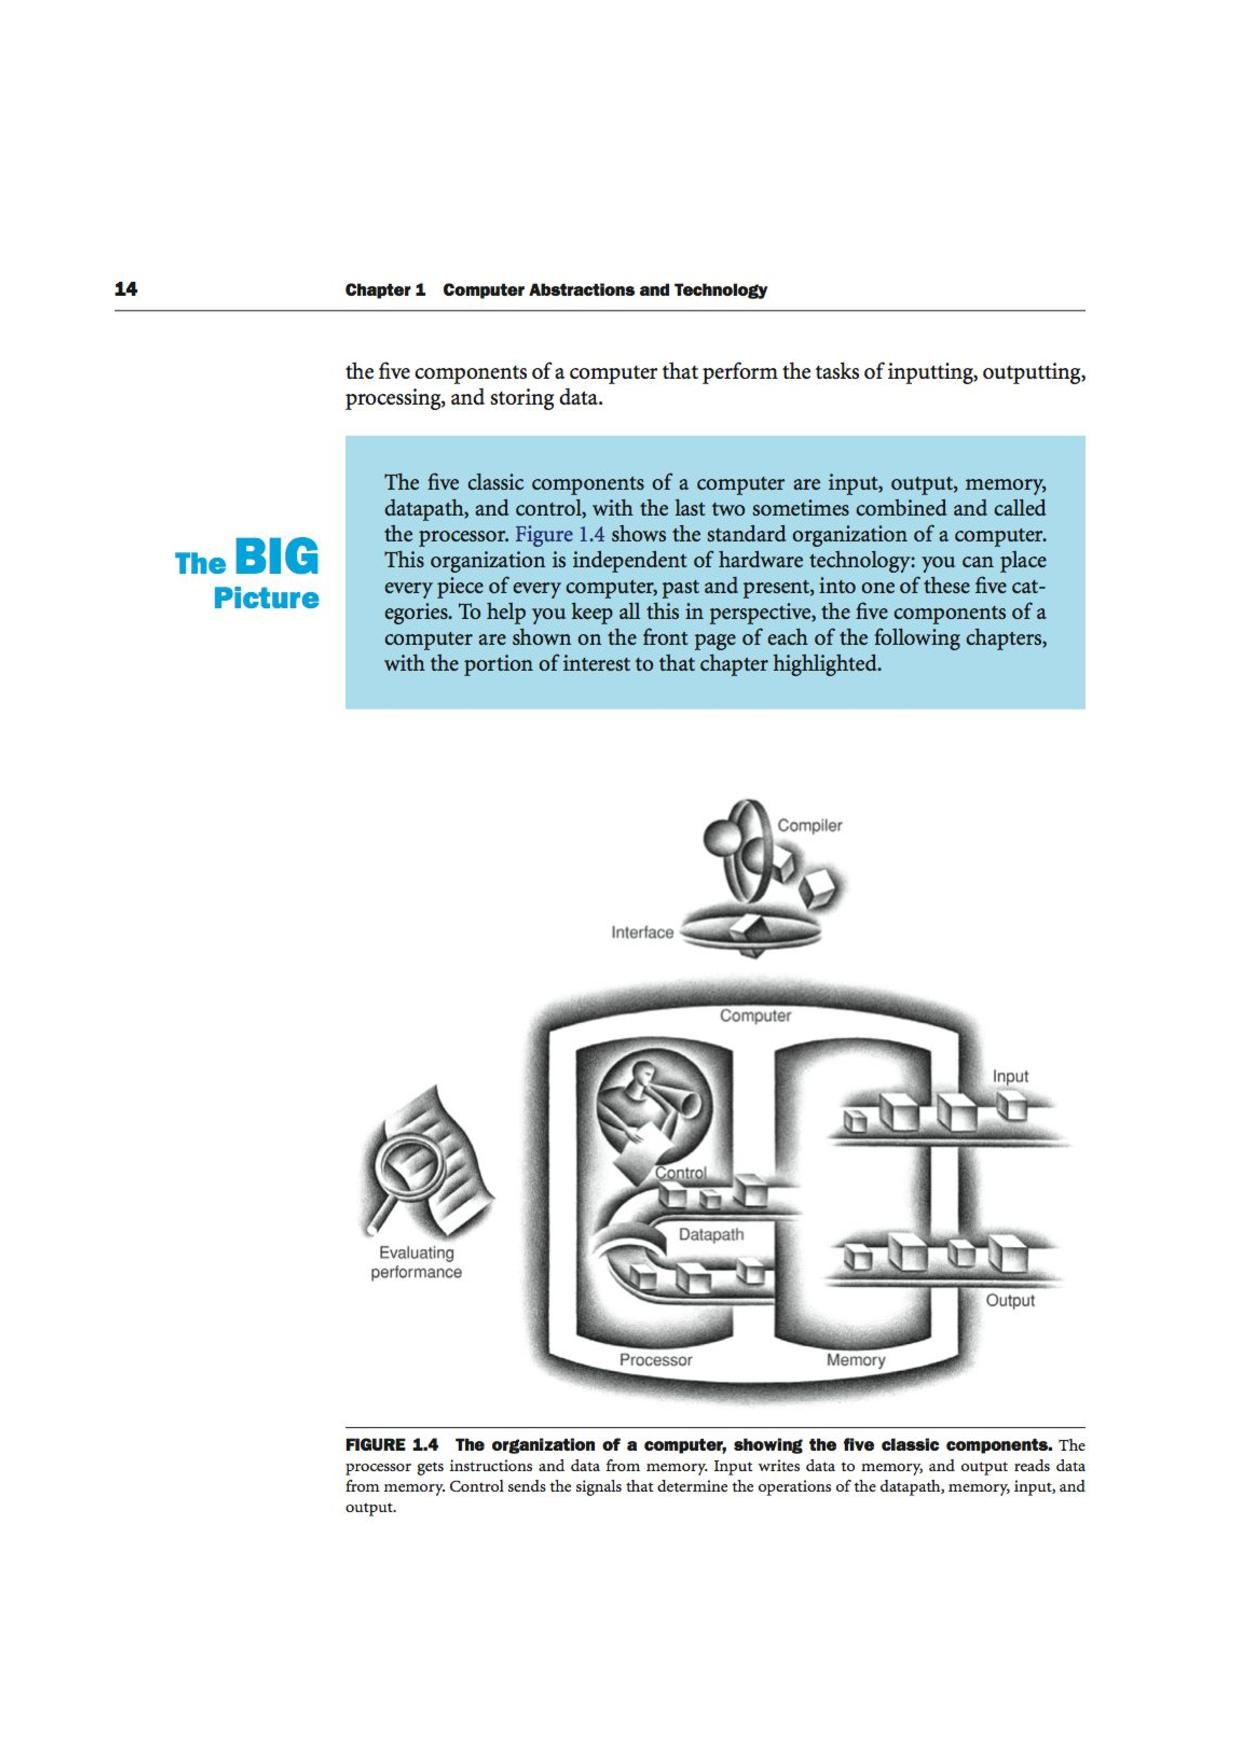 14
Chapter 1 Computer Abstractions and Technology
the five components of a computer that perform the tasks of inputting, outputting,
processing, and storing data.
The BIG
Picture
The five classic components of a computer are input, output, memory,
datapath, and control, with the last two sometimes combined and called
the processor. Figure 1.4 shows the standard organization of a computer.
This organization is independent of hardware technology: you can place
every piece of every computer, past and present, into one of these five cat-
egories. To help you keep all this in perspective, the five components of a
computer are shown on the front page of each of the following chapters,
with the portion of interest to that chapter highlighted.
Compiler
Interface
Computer
Input
Control
Datapath
Evaluating
performance
Output
Processor
Memory
FIGURE 1.4 The organization of a computer, showing the five classic components. The
processor gets instructions and data from memory. Input writes data to memory, and output reads data
from memory. Control sends the signals that determine the operations of the datapath, memory, input, and
output.